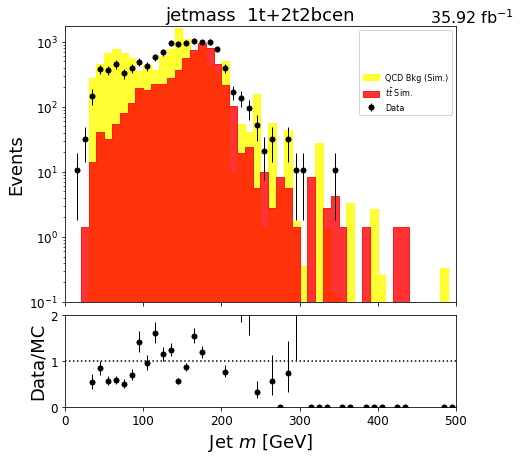 jetmass  1t+2t2bcen
35.92 fb⁻¹
10³
10²
10¹
10⁰
10⁻¹
Events
QCD Bkg (Sim.)
tt̄ Sim.
Data
2
1
0
Data/MC
0 100 200 300 400 500
Jet m [GeV]